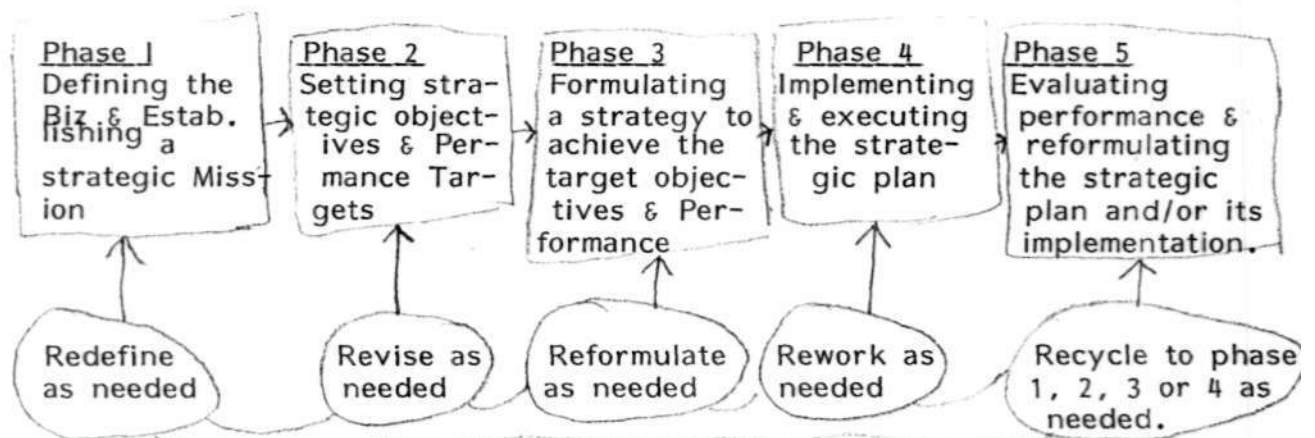 Phase 1
Defining the
Biz & Estab.
lishing a
strategic Miss-
ion
Phase 2
Setting stra-
tegic object-
ives & Per-
mance Tar-
gets
Phase 3
Formulating
a strategy to
achieve the
target objec-
tives & Per-
formance
Phase 4
Implementing
& executing
the strate-
gic plan
Phase 5
Evaluating
performance &
reformulating
the strategic
plan and/or its
implementation.
Redefine
as needed
Revise as
needed
Reformulate
as needed
Rework as
needed
Recycle to phase
1, 2, 3 or 4 as
needed.